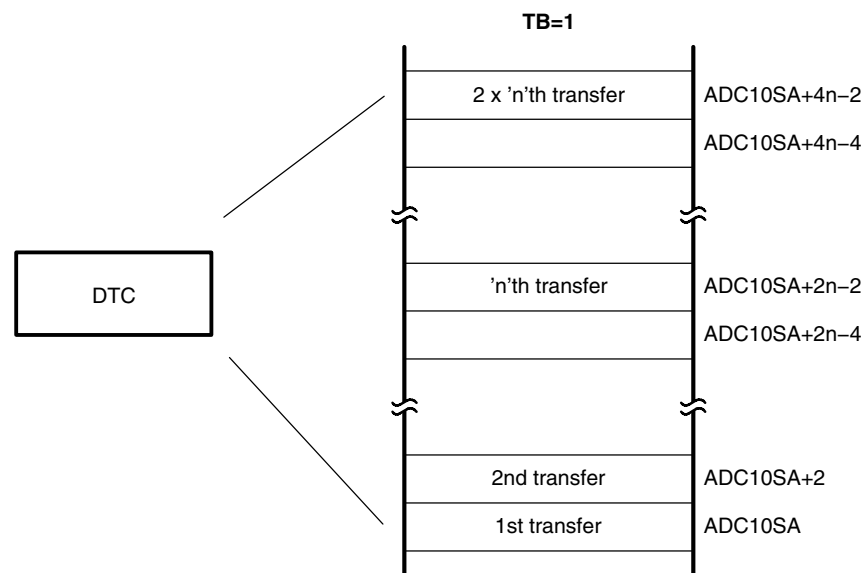 TB=1
2 x ’n’th transfer
ADC10SA+4n−2
ADC10SA+4n−4
DTC
’n’th transfer
ADC10SA+2n−2
ADC10SA+2n−4
2nd transfer
ADC10SA+2
1st transfer
ADC10SA